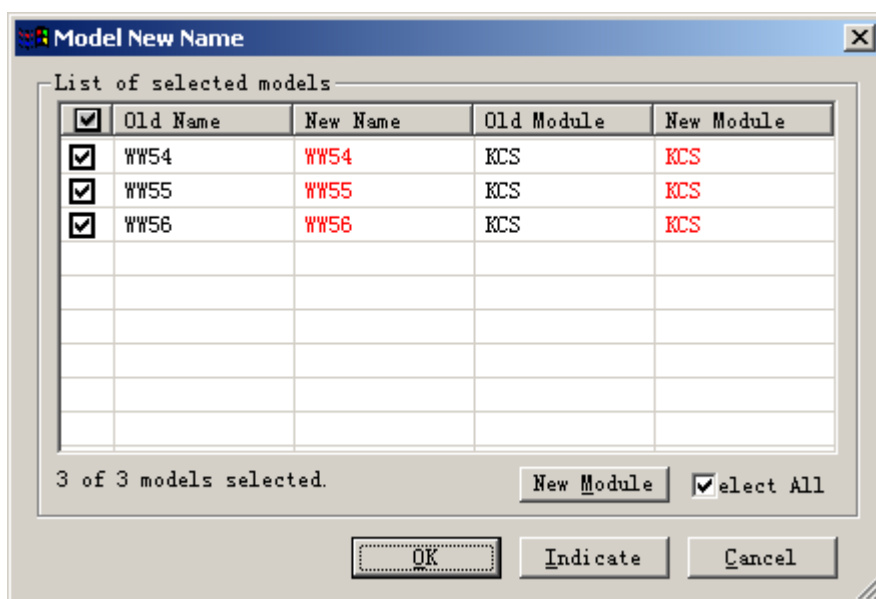 Model New Name
List of selected models
Old Name New Name Old Module New Module
WW54 WW54 KCS KCS
WW55 WW55 KCS KCS
WW56 WW56 KCS KCS
3 of 3 models selected. New Module elect All
OK Indicate Cancel